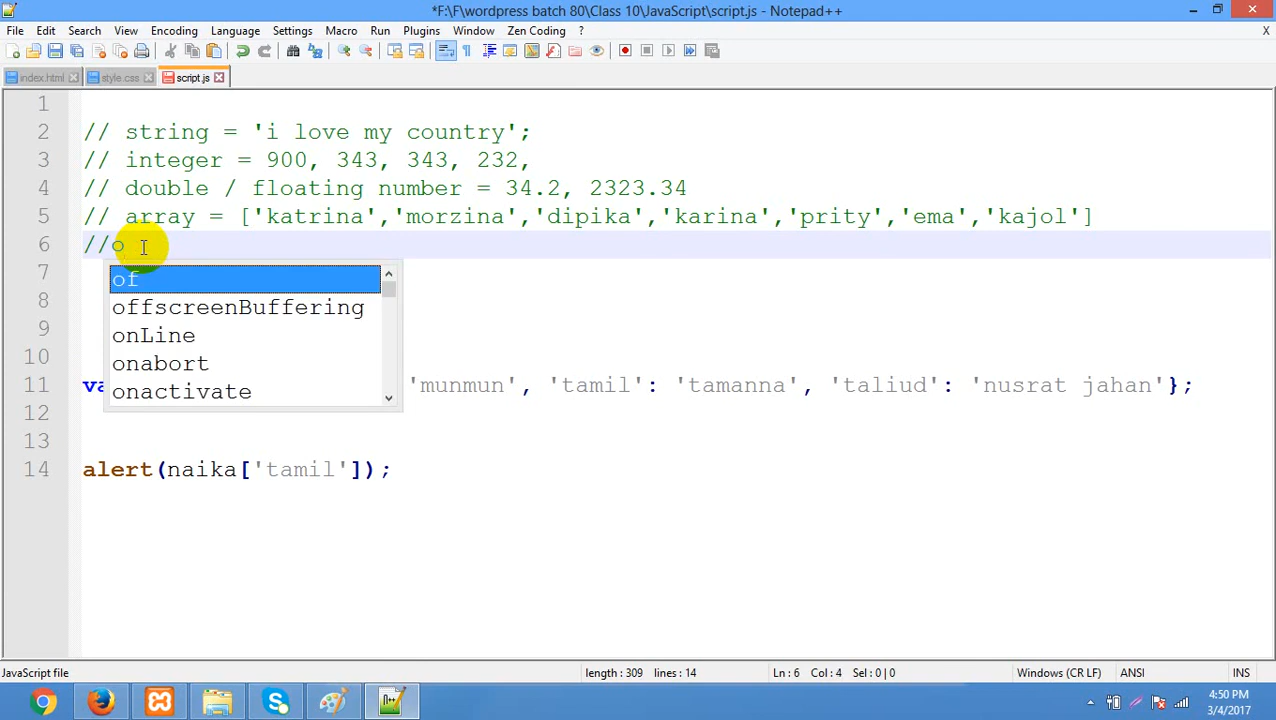 *F:\F\wordpress batch 80\Class 10\JavaScript\script.js - Notepad++
File Edit Search View Encoding Language Settings Macro Run Plugins Window Zen Coding ? X
index.html style.css script.js
1
2 // string = 'i love my country';
3 // integer = 900, 343, 343, 232,
4 // double / floating number = 34.2, 2323.34
5 // array = ['katrina','morzina','dipika','karina','prity','ema','kajol']
6 //o
of
7
offscreenBuffering
8
onLine
9
onabort
10
11 va 'munmun', 'tamil': 'tamanna', 'taliud': 'nusrat jahan'};
onactivate
12
13
14 alert(naika['tamil']);
JavaScript file length : 309 lines : 14 Ln : 6 Col : 4 Sel : 0 | 0 Windows (CR LF) ANSI INS
4:50 PM
3/4/2017